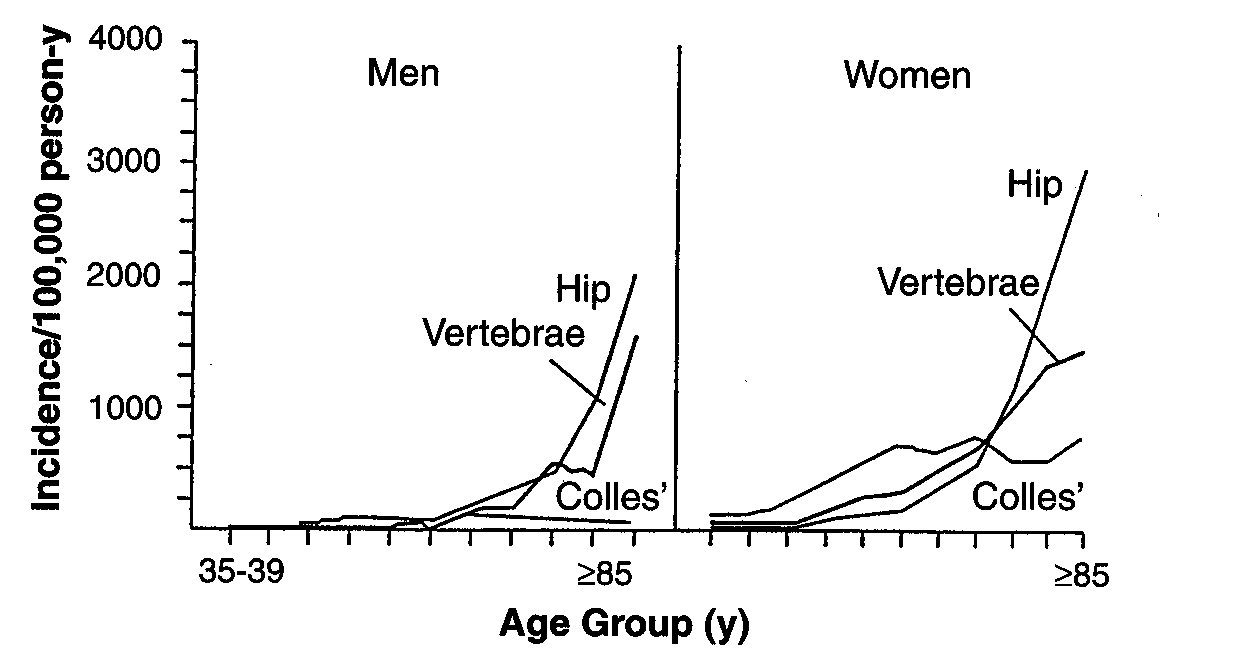 Incidence/100,000 person-y
4000
3000
2000
1000
Men
Hip
Vertebrae
Colles’
Women
Hip
Vertebrae
Colles’
35-39
≥85
≥85
Age Group (y)